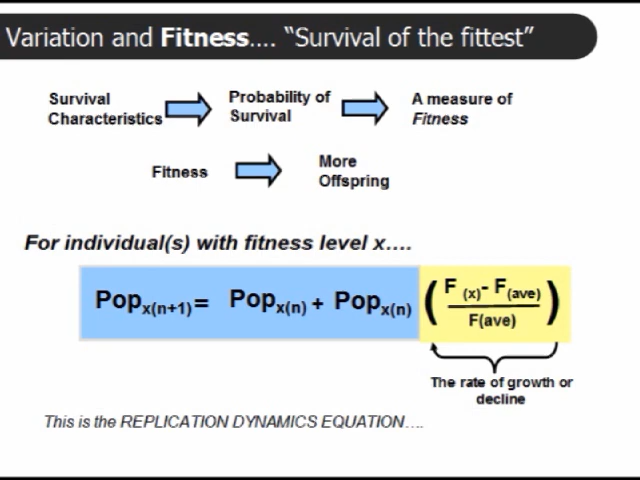 Variation and Fitness.... “Survival of the fittest”
Survival Characteristics
Probability of Survival
A measure of Fitness
Fitness
More Offspring
For individual(s) with fitness level x....
Popx(n+1)= Popx(n) + Popx(n) (F (x)- F(ave) / F(ave))
The rate of growth or decline
This is the REPLICATION DYNAMICS EQUATION....